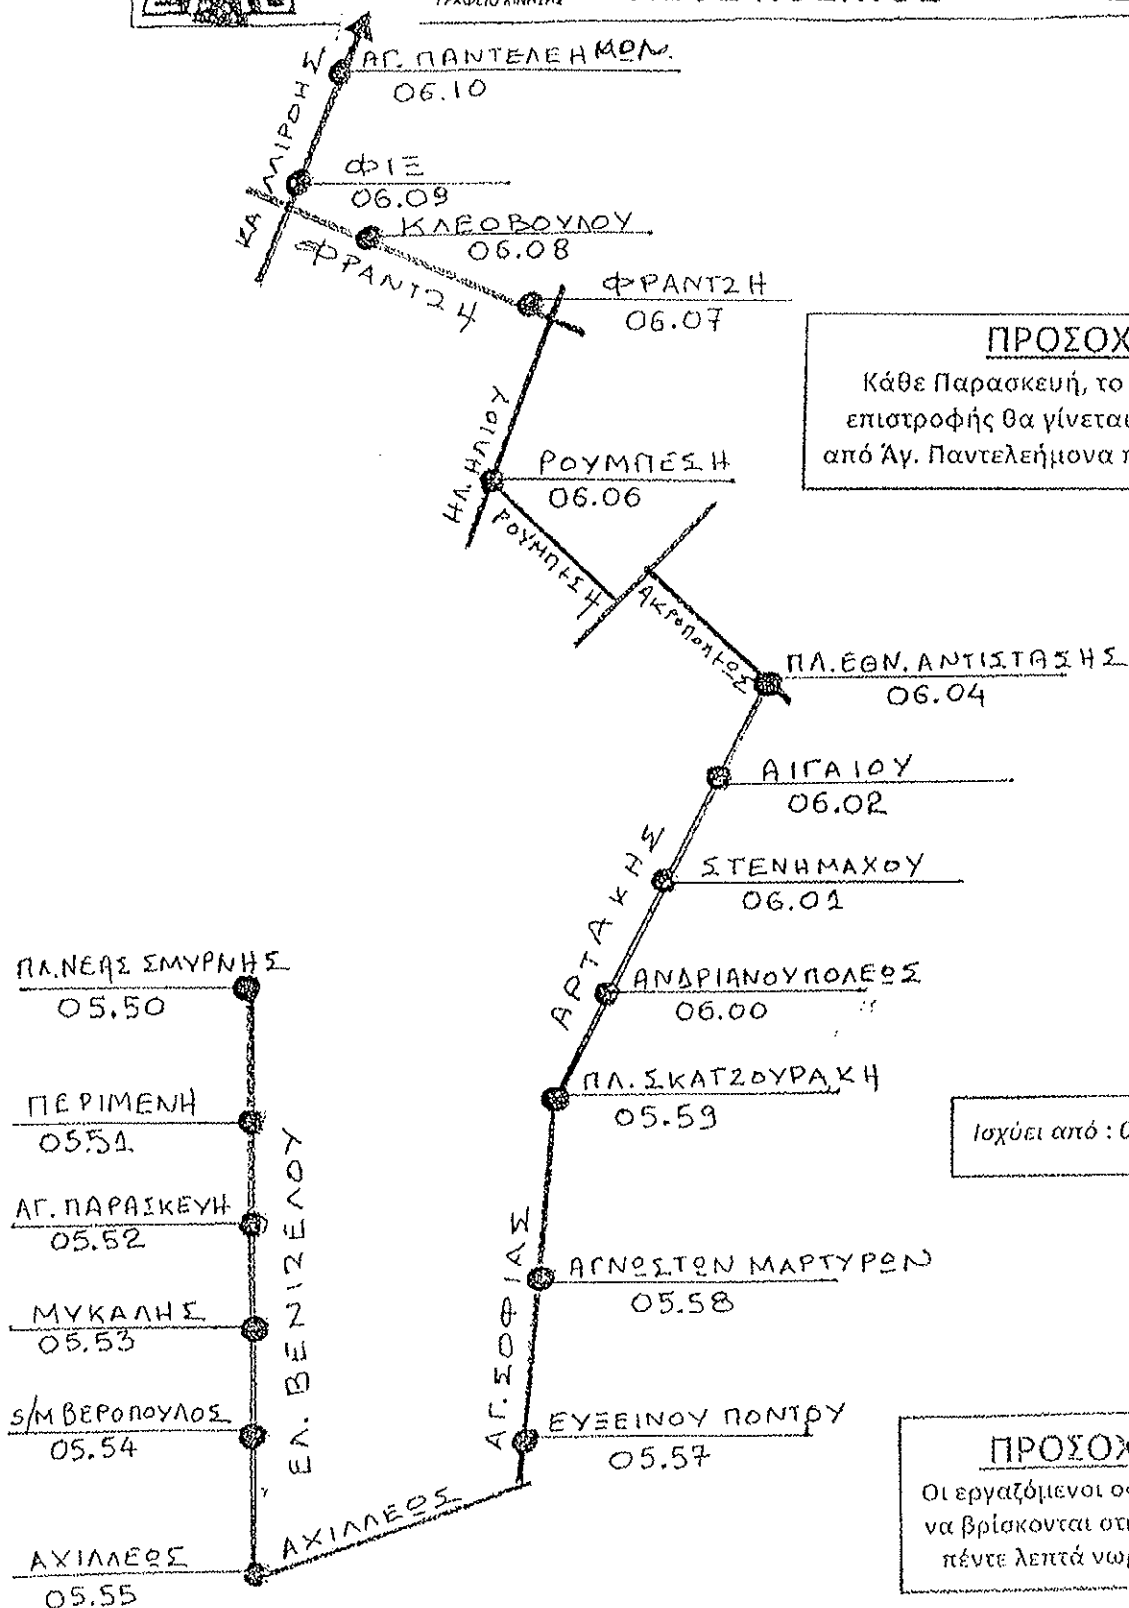 ΑΓ. ΠΑΝΤΕΛΕΗΜΩΝ.
06.10
ΚΑΛΛΙΡΟΗΣ
ΦΙΞ
06.09
ΚΛΕΟΒΟΥΛΟΥ
06.08
ΦΡΑΝΤΖΗ
ΦΡΑΝΤΖΗ
06.07
ΠΡΟΣΟΧ
Κάθε Παρασκευή, το
επιστροφής θα γίνεται
από Άγ. Παντελεήμονα
ΗΛ. ΗΛΙΟΥ
ΡΟΥΜΠΕΣΗ
06.06
ΡΟΥΜΠΕΣΗ
ΑΚΡΟΠΟΛΕΩΣ
ΠΛ. ΕΘΝ. ΑΝΤΙΣΤΑΣΗΣ
06.04
ΑΙΓΑΙΟΥ
06.02
ΣΤΕΝΗΜΑΧΟΥ
06.01
ΑΡΤΑΚΗΣ
ΑΝΔΡΙΑΝΟΥΠΟΛΕΩΣ
06.00
ΠΛ. ΣΚΑΤΖΟΥΡΑΚΗ
05.59
ΠΛ. ΝΕΑΣ ΣΜΥΡΝΗΣ
05.50
ΠΕΡΙΜΕΝΗ
05.51
ΑΓ. ΠΑΡΑΣΚΕΥΗ
05.52
ΜΥΚΑΛΗΣ
05.53
S/M ΒΕΡΟΠΟΥΛΟΣ
05.54
ΑΧΙΛΛΕΩΣ
05.55
ΕΛ. ΒΕΝΙΖΕΛΟΥ
ΑΧΙΛΛΕΩΣ
ΑΓ. ΣΟΦΙΑΣ
ΑΓΝΩΣΤΩΝ ΜΑΡΤΥΡΩΝ
05.58
ΕΥΞΕΙΝΟΥ ΠΟΝΤΟΥ
05.57
Ισχύει από : 0
ΠΡΟΣΟΧ
Οι εργαζόμενοι
να βρίσκονται στη
πέντε λεπτά νωρ